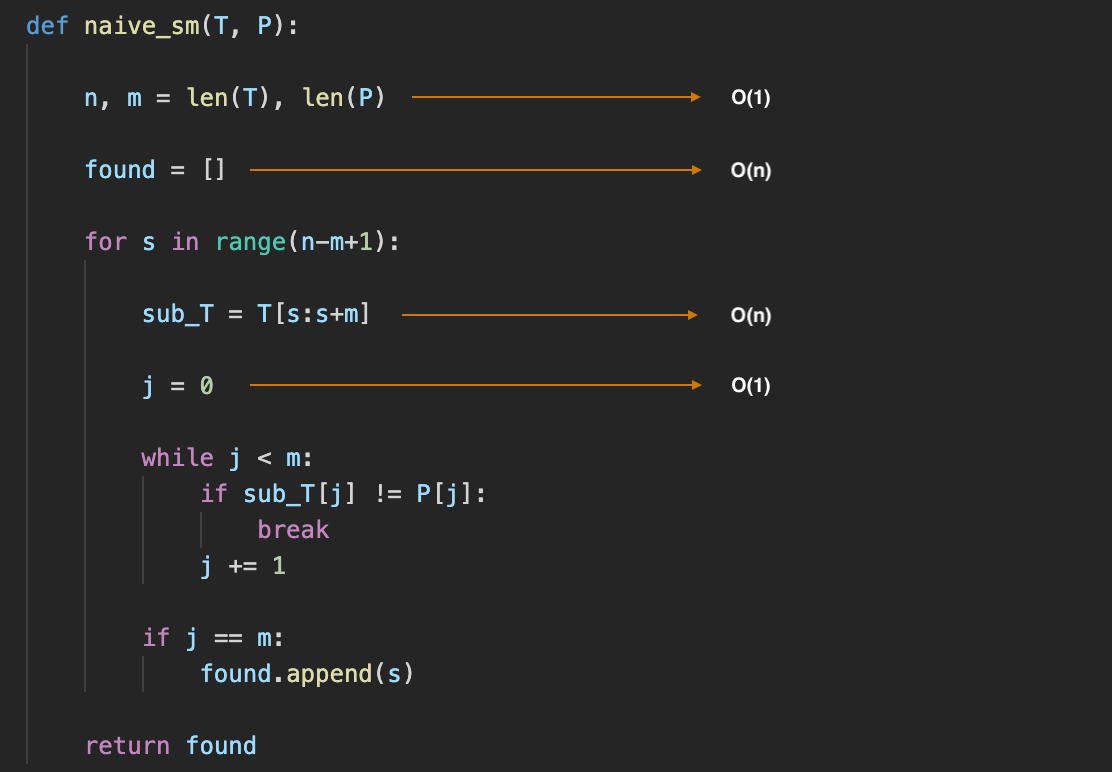 def naive_sm(T, P):
n, m = len(T), len(P) O(1)
found = [] O(n)
for s in range(n-m+1):
sub_T = T[s:s+m] O(n)
j = 0 O(1)
while j < m:
if sub_T[j] != P[j]:
break
j += 1
if j == m:
found.append(s)
return found